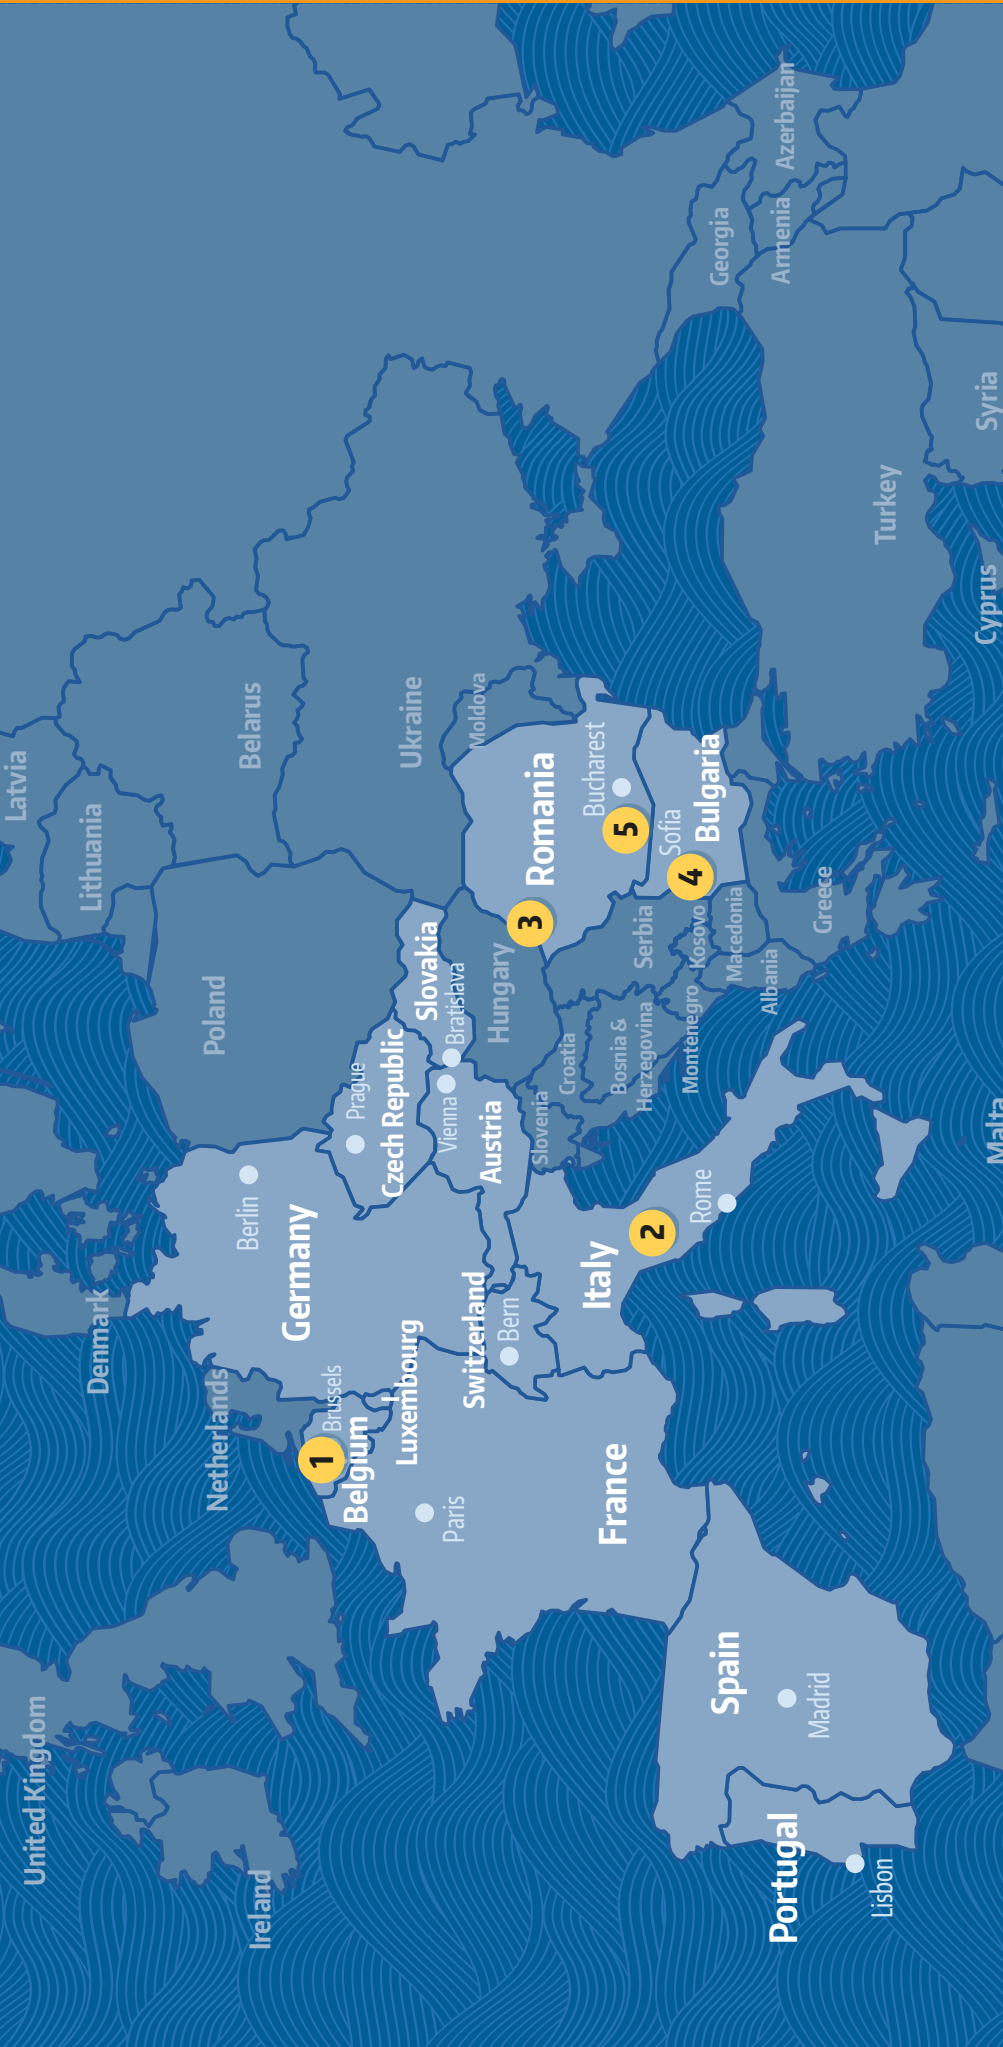 Latvia
Lithuania
Denmark
United Kingdom
Ireland
Netherlands
Berlin
Poland
Belarus
Germany
1
Brussels
Belgium
Luxembourg
Prague
Czech Republic
Slovakia
Bratislava
Ukraine
Paris
Vienna
Austria
Switzerland
Bern
Hungary
Moldova
France
Italy
2
Slovenia
Croatia
Bosnia &
Herzegovina
3
Romania
Bucharest
5
Serbia
Rome
Montenegro
Kosovo
4
Sofia
Bulgaria
Macedonia
Albania
Georgia
Armenia
Azerbaijan
Spain
Madrid
Portugal
Lisbon
Greece
Turkey
Malta
Cyprus
Syria